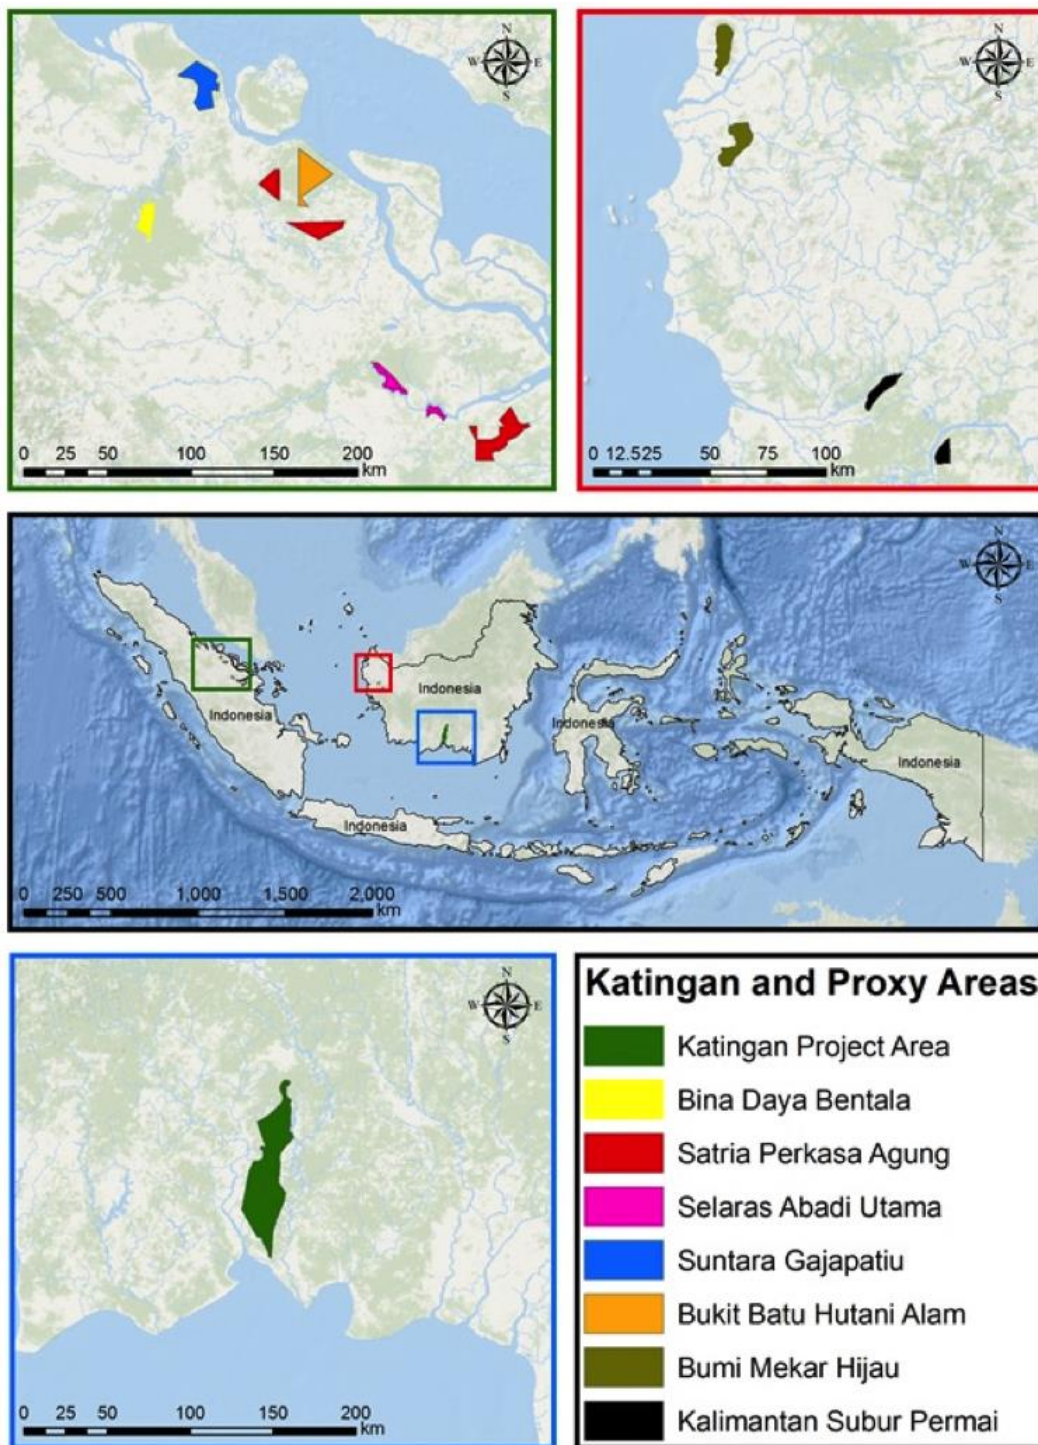 N
W E
S
0 25 50 100 150 200
km
N
W E
S
0 12.525 50 75 100
km
N
W E
S
Indonesia
Indonesia
Indonesia
Indonesia
Indonesia
0 250 500 1,000 1,500 2,000
km
N
W E
S
0 25 50 100 150 200
km
Katingan and Proxy Areas
Katingan Project Area
Bina Daya Bentala
Satria Perkasa Agung
Selaras Abadi Utama
Suntara Gajapatiu
Bukit Batu Hutani Alam
Bumi Mekar Hijau
Kalimantan Subur Permai